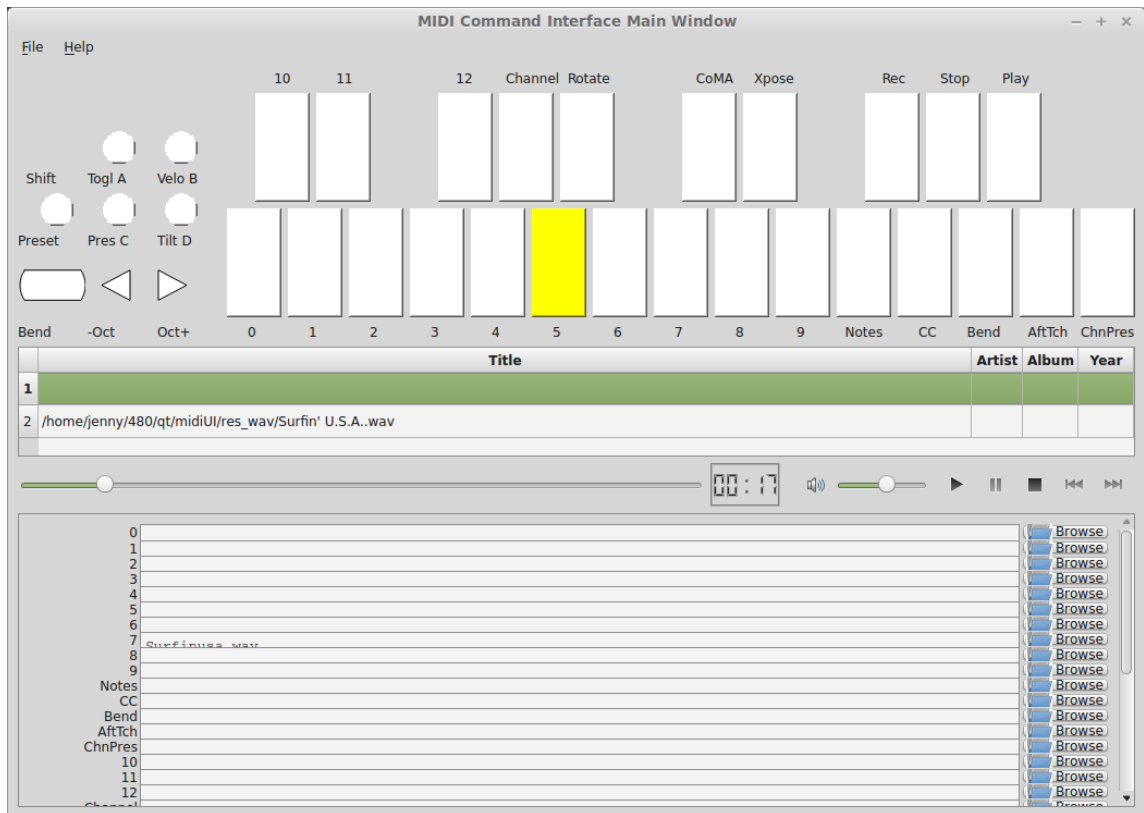 MIDI Command Interface Main Window
File Help
10 11 12 Channel Rotate CoMA Xpose Rec Stop Play
Shift Togl A Velo B
Preset Pres C Tilt D
Bend -Oct Oct+ 0 1 2 3 4 5 6 7 8 9 Notes CC Bend AftTch ChnPres
Title Artist Album Year
1
2 /home/jenny/480/qt/midiUI/res_wav/Surfin' U.S.A..wav
00:17
0 Browse
1 Browse
2 Browse
3 Browse
4 Browse
5 Browse
6 Browse
7 Surfinusa.wav Browse
8 Browse
9 Browse
Notes Browse
CC Browse
Bend Browse
AftTch Browse
ChnPres Browse
10 Browse
11 Browse
12 Browse
Channel Browse